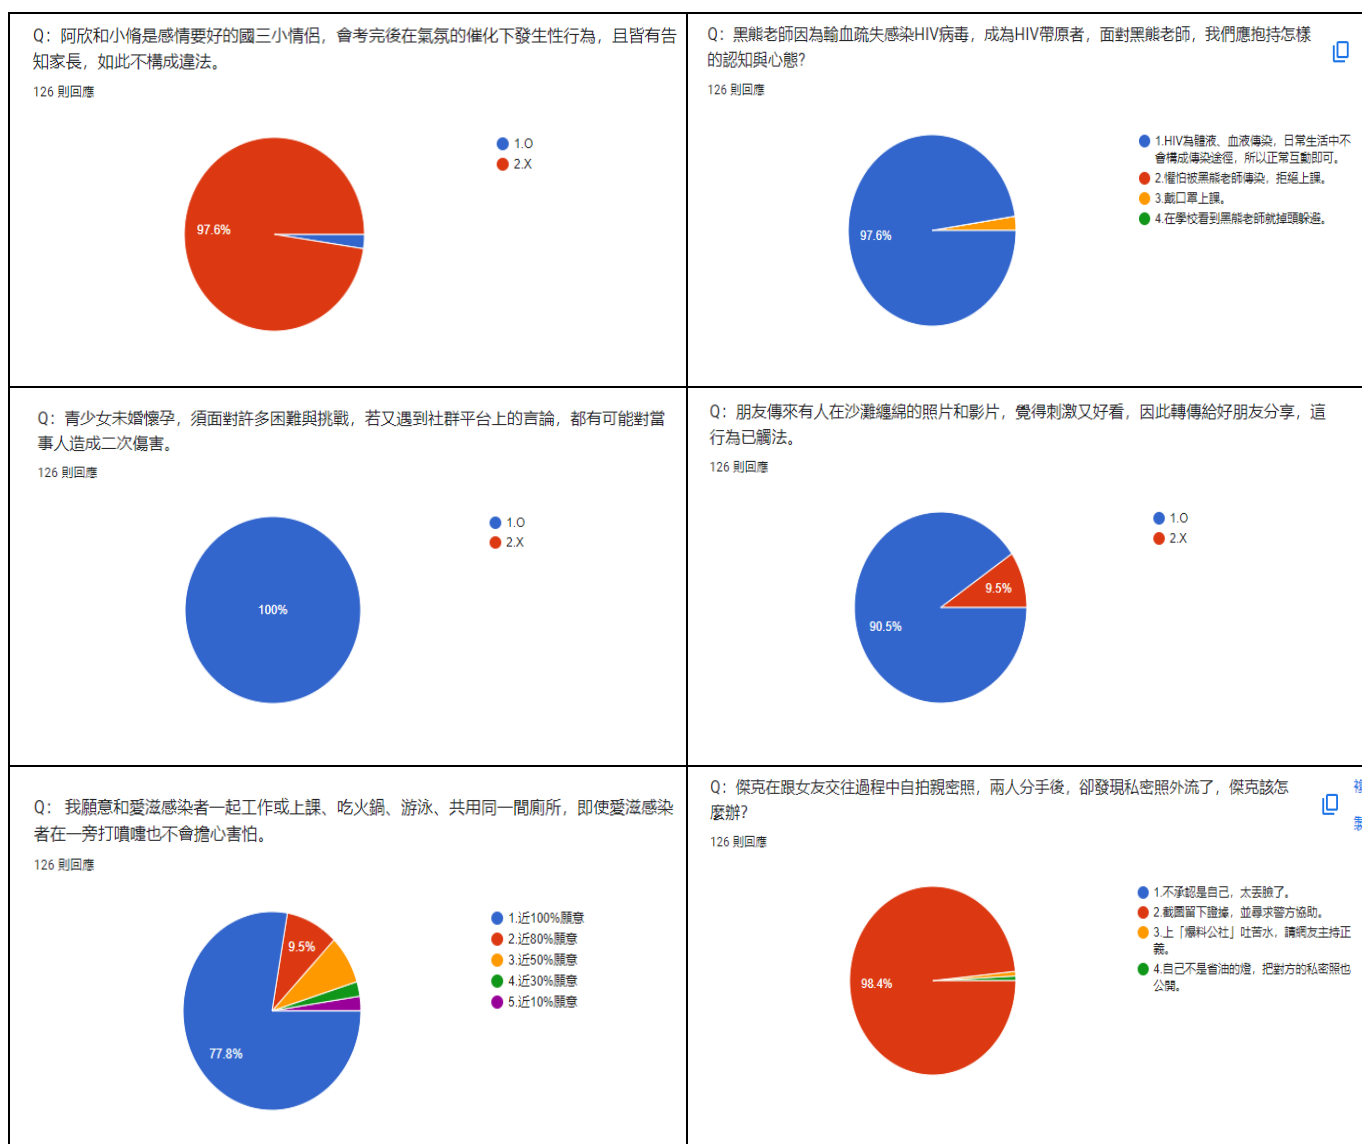 Q：阿欣和小脩是感情要好的國三小情侶，會考完後在氣氛的催化下發生性行為，且皆有告
知家長，如此不構成違法。
126 則回應
1.O
2.X
97.6%
Q：黑熊老師因為輸血疏失感染HIV病毒，成為HIV帶原者，面對黑熊老師，我們應抱持怎樣
的認知與心態?
126 則回應
1.HIV為體液、血液傳染，日常生活中不
會構成傳染途徑，所以正常互動即可。
2.懼怕被黑熊老師傳染，拒絕上課。
3.戴口罩上課。
4.在學校看到黑熊老師就掉頭躲避。
97.6%
Q：青少女未婚懷孕，須面對許多困難與挑戰，若又遇到社群平台上的言論，都有可能對當
事人造成二次傷害。
126 則回應
1.O
2.X
100%
Q：朋友傳來有人在沙灘纏綿的照片和影片，覺得刺激又好看，因此轉傳給好朋友分享，這
行為已觸法。
126 則回應
1.O
2.X
9.5%
90.5%
Q： 我願意和愛滋感染者一起工作或上課、吃火鍋、游泳、共用同一間廁所，即使愛滋感染
者在一旁打噴嚏也不會擔心害怕。
126 則回應
1.近100%願意
2.近80%願意
3.近50%願意
4.近30%願意
5.近10%願意
9.5%
77.8%
Q：傑克在跟女友交往過程中自拍親密照，兩人分手後，卻發現私密照外流了，傑克該怎
麼辦?
126 則回應
1.不承認是自己，太丟臉了。
2.截圖留下證據，並尋求警方協助。
3.上「爆料公社」吐苦水，請網友主持正
義。
4.自己不是省油的燈，把對方的私密照也
公開。
98.4%